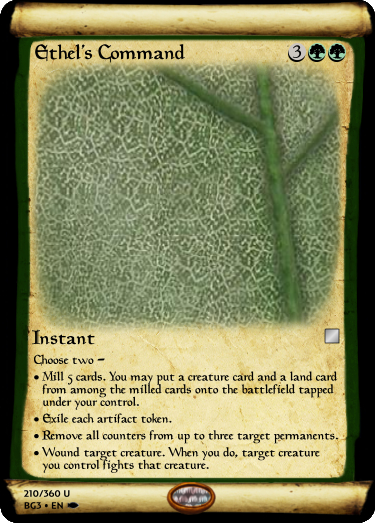 Ethel's Command 3
Instant
Choose two –
• Mill 5 cards. You may put a creature card and a land card
from among the milled cards onto the battlefield tapped
under your control.
• Exile each artifact token.
• Remove all counters from up to three target permanents.
• Wound target creature. When you do, target creature
you control fights that creature.
210/360 U
BG3 • EN